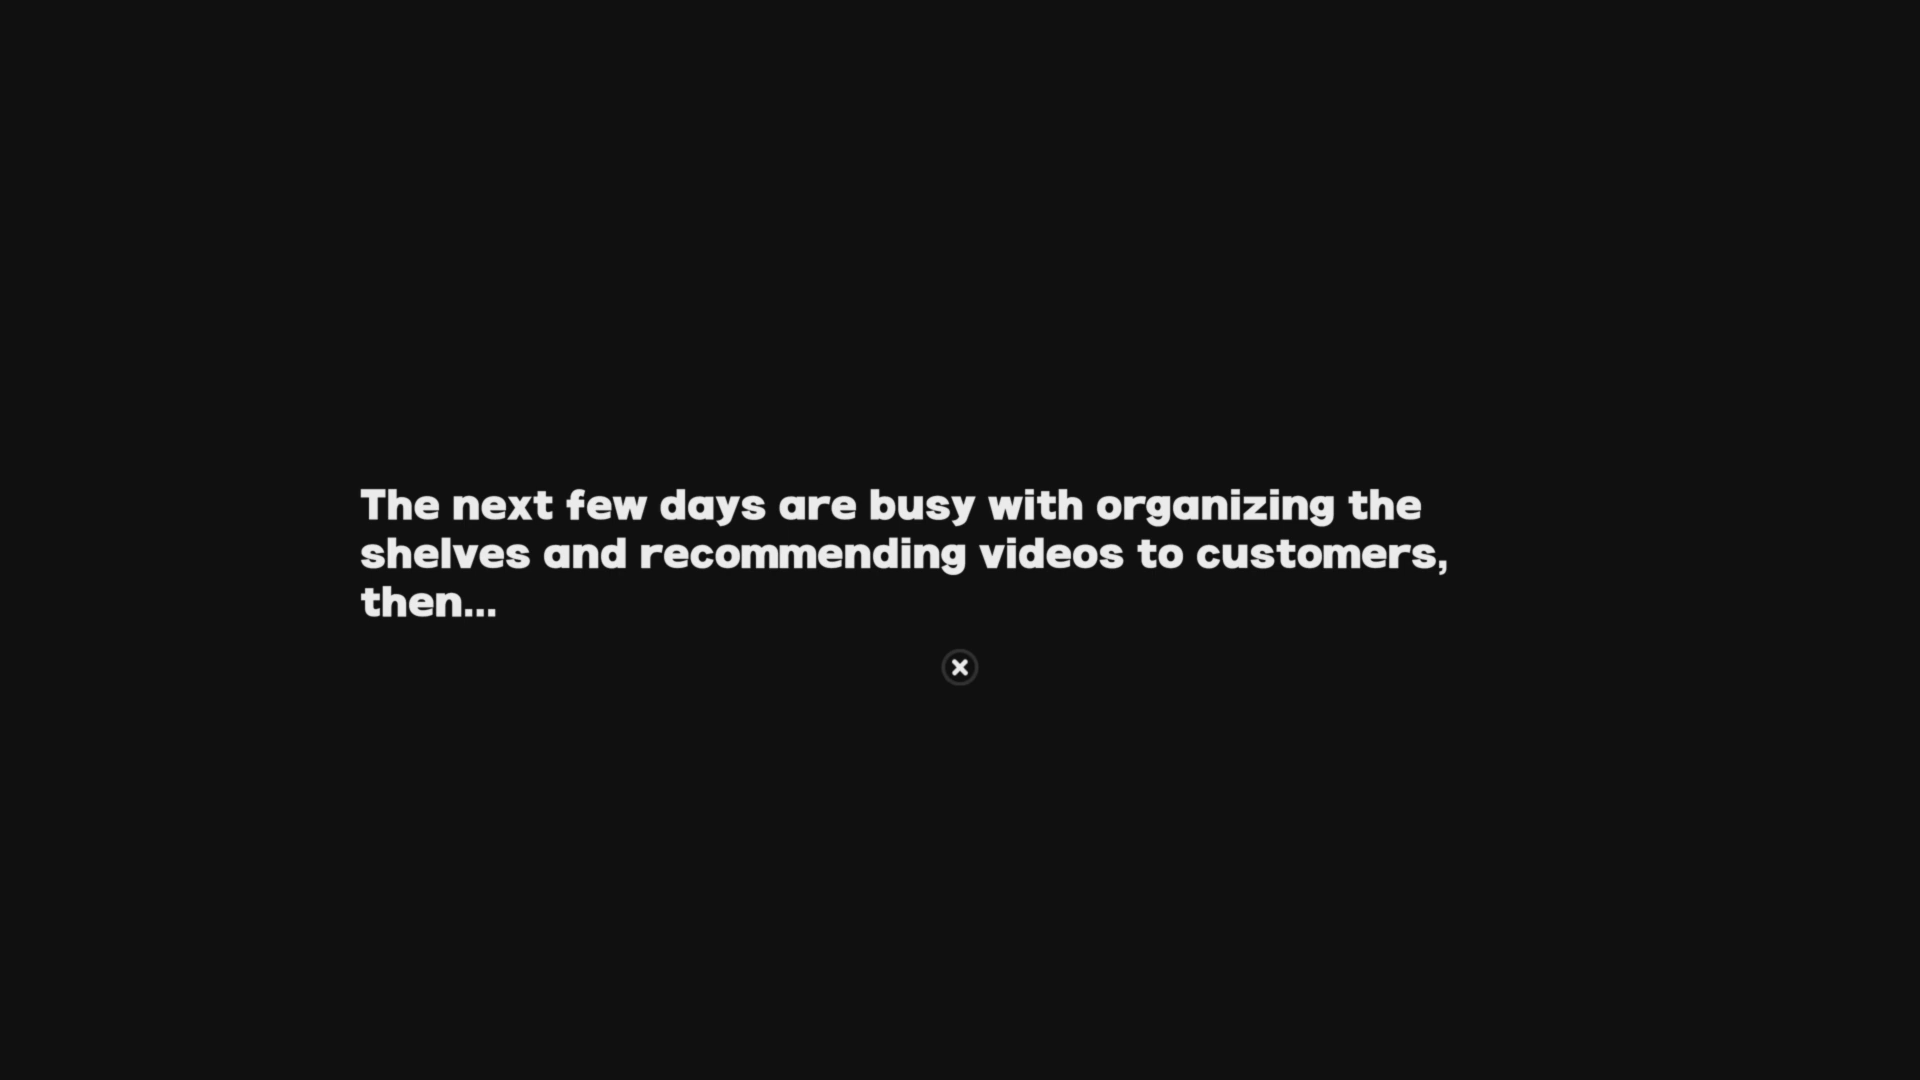 The next few days are busy with organizing the
shelves and recommending videos to customers,
then...